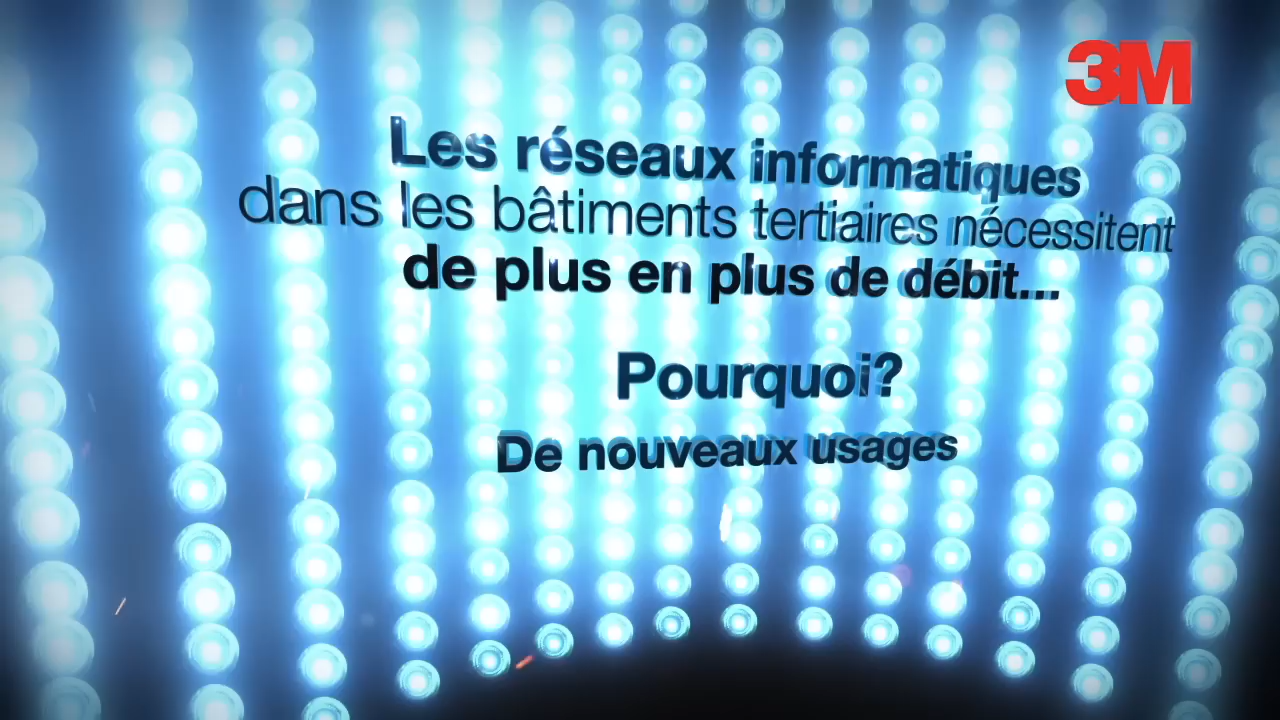 3M
Les réseaux informatiques
dans les bâtiments tertiaires nécessitent
de plus en plus de débit...
Pourquoi?
De nouveaux usages